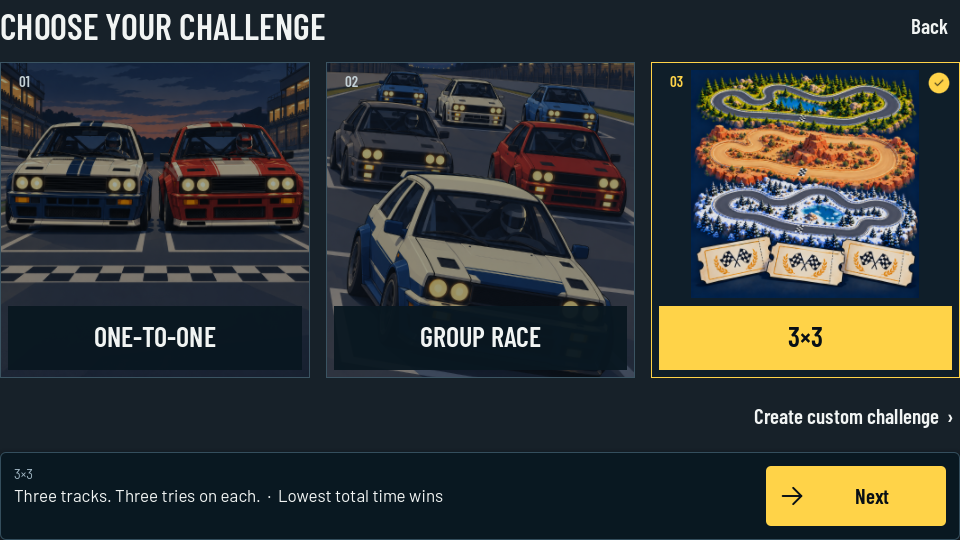 CHOOSE YOUR CHALLENGE
Back
01
02
03
ONE-TO-ONE
GROUP RACE
3×3
Create custom challenge ›
3×3
Three tracks. Three tries on each. · Lowest total time wins
Next